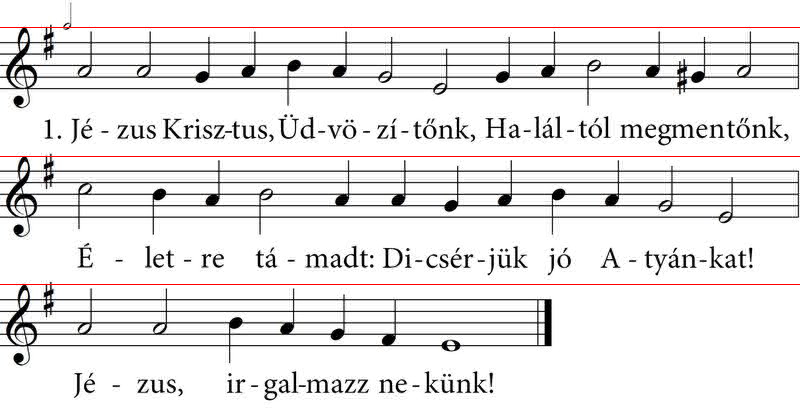 1. Jé - zus Krisz-tus, Üd-vö-zí-tőnk, Ha-lál-tól megmentőnk,
É - let - re tá - madt: Di-csér-jük jó A - tyán-kat!
Jé - zus, ir-gal-mazz ne-künk!